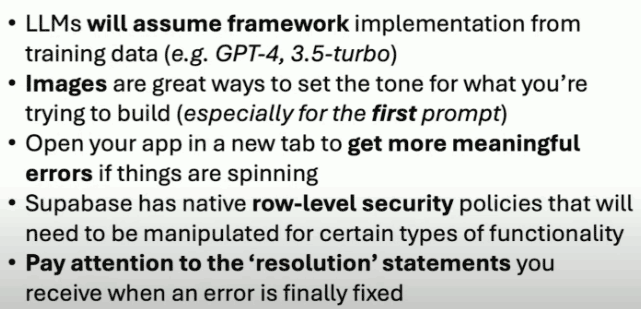 • LLMs will assume framework implementation from
training data (e.g. GPT-4, 3.5-turbo)
• Images are great ways to set the tone for what you're
trying to build (especially for the first prompt)
• Open your app in a new tab to get more meaningful
errors if things are spinning
• Supabase has native row-level security policies that will
need to be manipulated for certain types of functionality
• Pay attention to the ‘resolution’ statements you
receive when an error is finally fixed